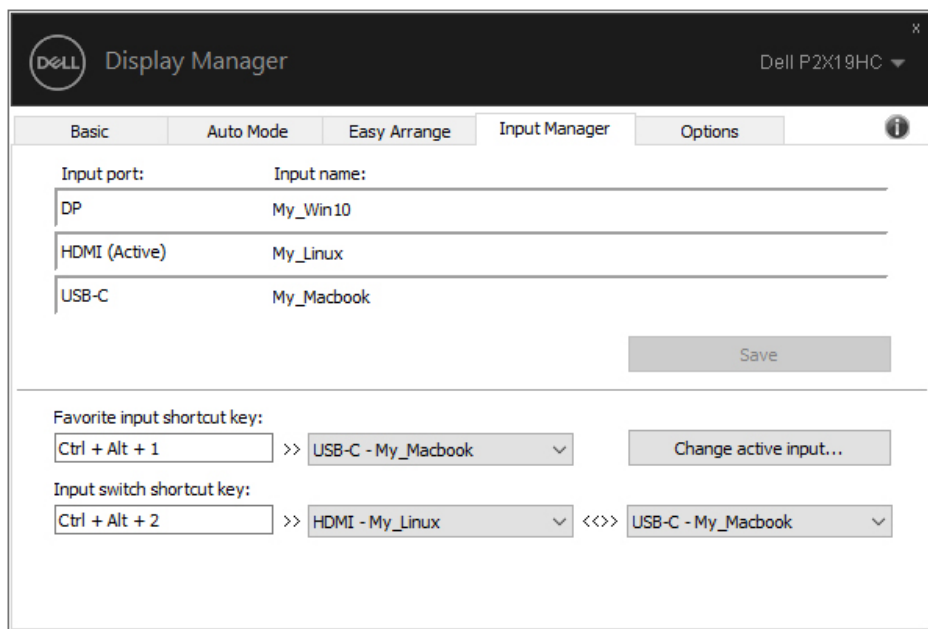 x
DELL Display Manager Dell P2X19HC
Basic Auto Mode Easy Arrange Input Manager Options i
Input port: Input name:
DP My_Win10
HDMI (Active) My_Linux
USB-C My_Macbook
Save
Favorite input shortcut key:
Ctrl + Alt + 1 >> USB-C - My_Macbook Change active input...
Input switch shortcut key:
Ctrl + Alt + 2 >> HDMI - My_Linux <<>> USB-C - My_Macbook